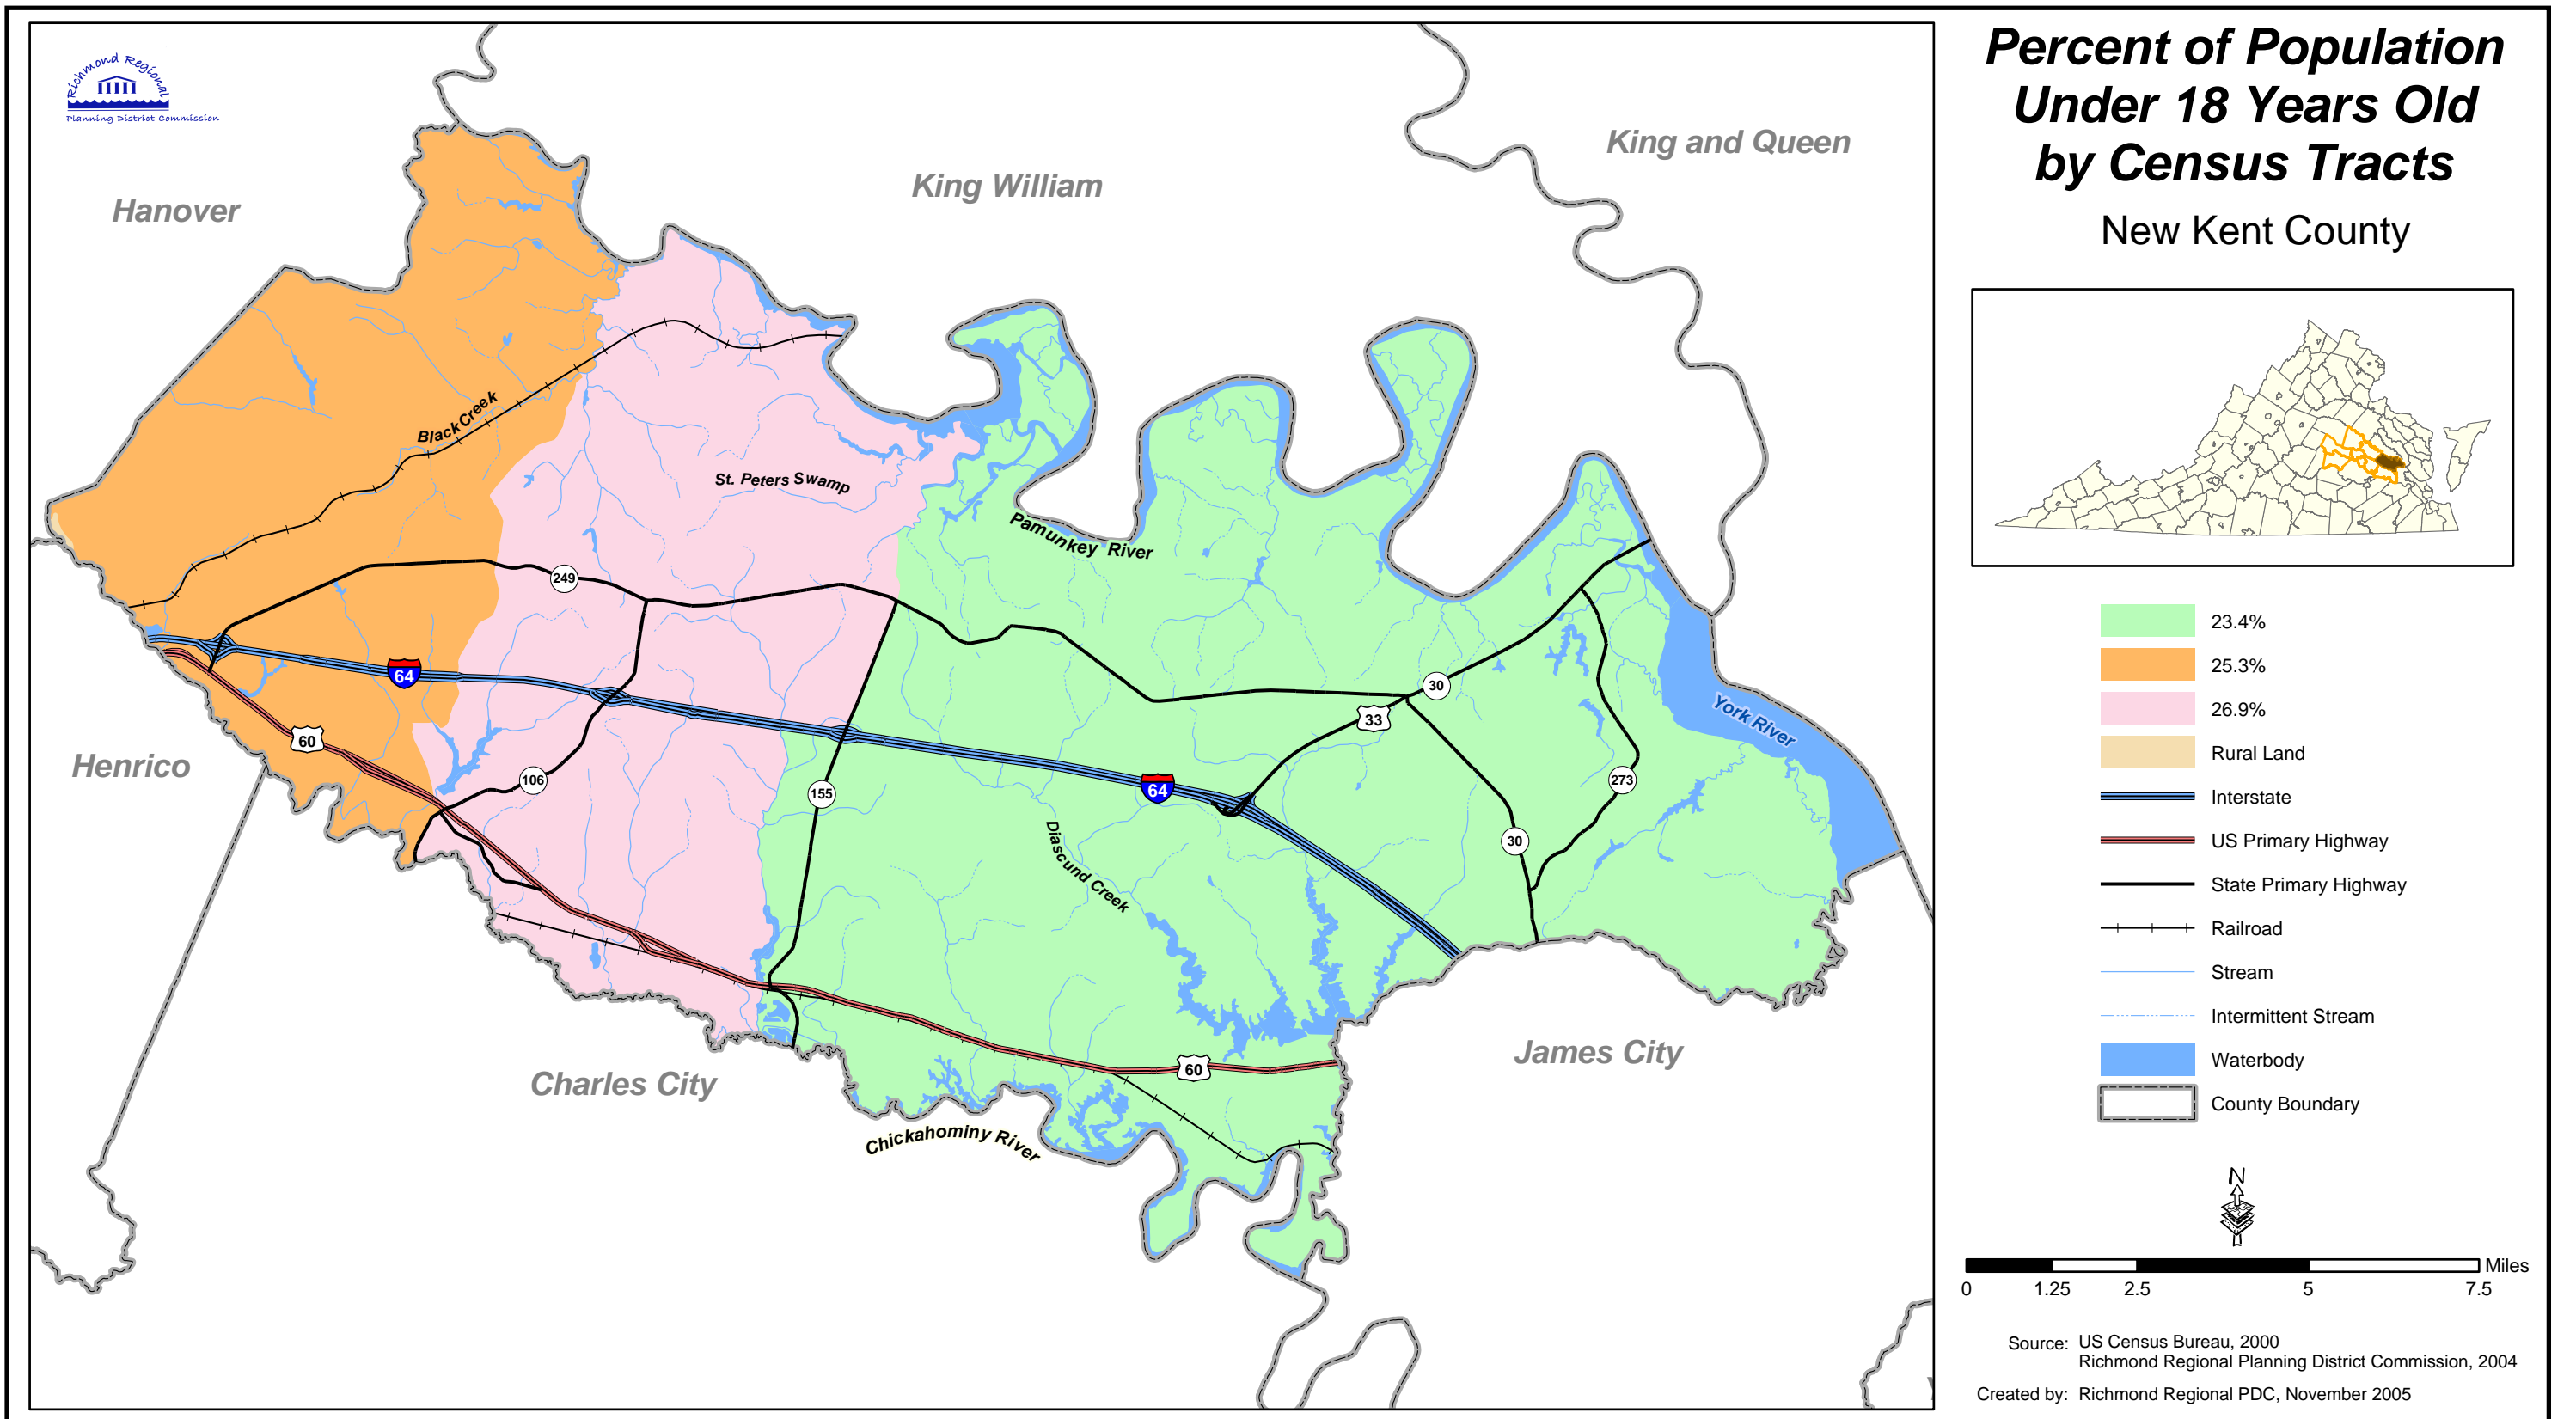 Richmond Regional
Planning District Commission
Percent of Population
Under 18 Years Old
by Census Tracts
New Kent County
Hanover
King William
King and Queen
Henrico
Charles City
James City
BlackCreek
St. Peters Swamp
Pamunkey River
York River
Diascund Creek
Chickahominy River
249
64
60
106
155
64
33
30
30
273
60
23.4%
25.3%
26.9%
Rural Land
Interstate
US Primary Highway
State Primary Highway
Railroad
Stream
Intermittent Stream
Waterbody
County Boundary
N
Miles
0 1.25 2.5 5 7.5
Source: US Census Bureau, 2000
Richmond Regional Planning District Commission, 2004
Created by: Richmond Regional PDC, November 2005